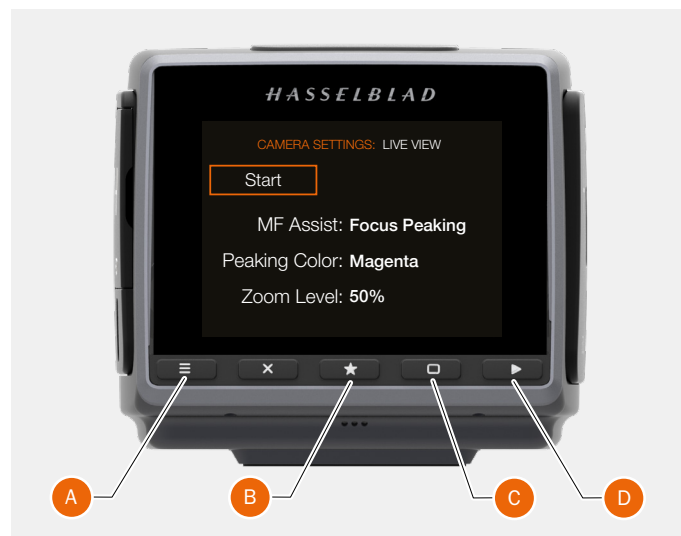 HASSELBLAD
CAMERA SETTINGS: LIVE VIEW
Start
MF Assist: Focus Peaking
Peaking Color: Magenta
Zoom Level: 50%
A
B
C
D